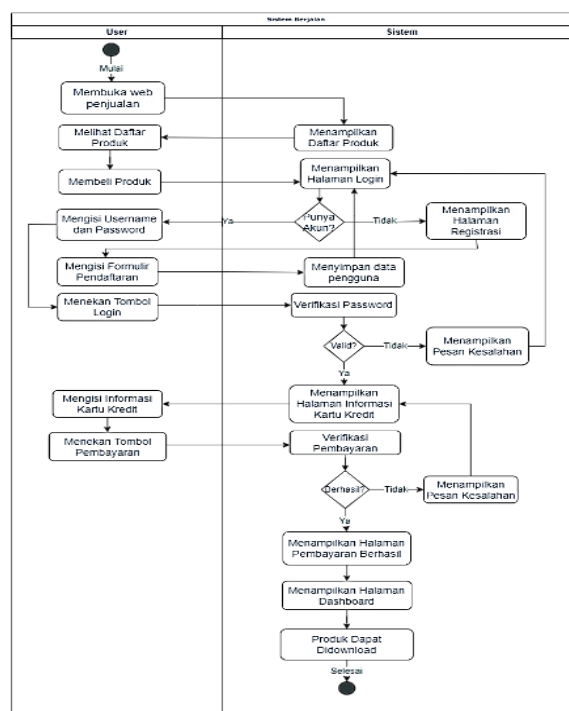 Sistem Berjalan
User
Sistem
Mulai
Membuka web
penjualan
Melihat Daftar
Produk
Menampilkan
Daftar Produk
Membeli Produk
Menampilkan
Halaman Login
Mengisi Username
dan Password
Ya
Punya
Akun?
Tidak
Menampilkan
Halaman
Registrasi
Mengisi Formulir
Pendaftaran
Menyimpan data
pengguna
Menekan Tombol
Login
Verifikasi Password
Valid?
Tidak
Menampilkan
Pesan Kesalahan
Ya
Mengisi Informasi
Kartu Kredit
Menampilkan
Halaman Informasi
Kartu Kredit
Menekan Tombol
Pembayaran
Verifikasi
Pembayaran
Berhasil?
Tidak
Menampilkan
Pesan Kesalahan
Ya
Menampilkan Halaman
Pembayaran Berhasil
Menampilkan Halaman
Dashboard
Produk Dapat
Didownload
Selesai